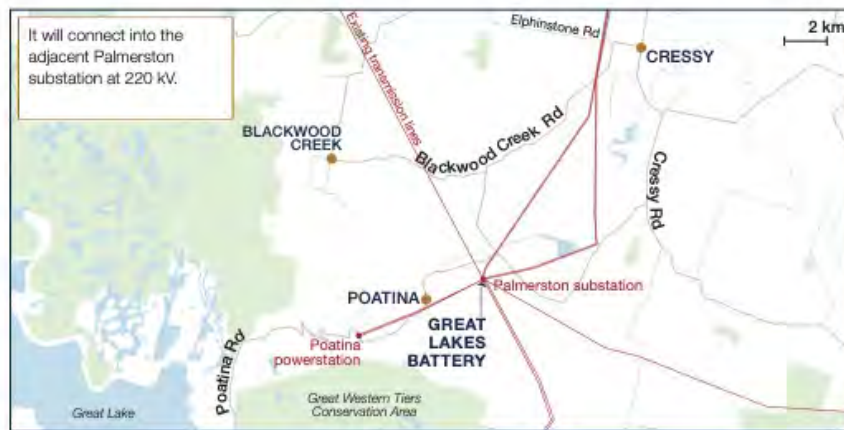 It will connect into the
adjacent Palmerston
substation at 220 kV.
Existing transmission lines
Elphinstone Rd
2 km
CRESSY
BLACKWOOD
CREEK
Blackwood Creek Rd
Cressy Rd
Palmerston substation
POATINA
GREAT
LAKES
BATTERY
Poatina
powerstation
Poatina Rd
Great Lake
Great Western Tiers
Conservation Area